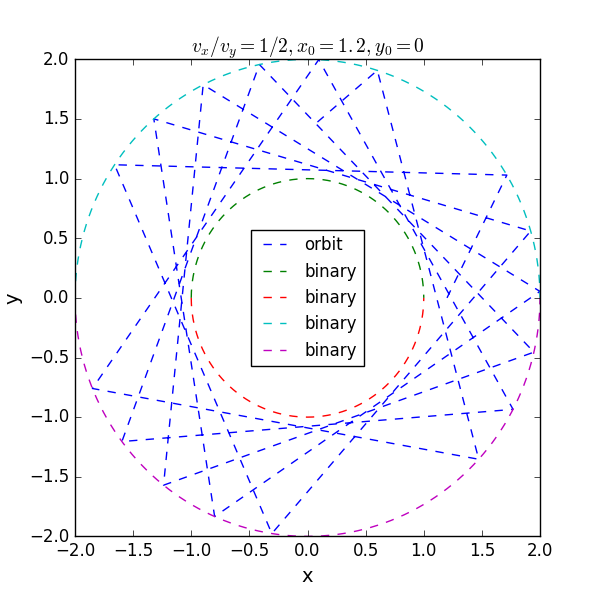 v_x/v_y = 1/2, x_0 = 1.2, y_0 = 0
2.0
1.5
1.0
0.5
0.0
−0.5
−1.0
−1.5
−2.0
y
orbit
binary
binary
binary
binary
−2.0 −1.5 −1.0 −0.5 0.0 0.5 1.0 1.5 2.0
x